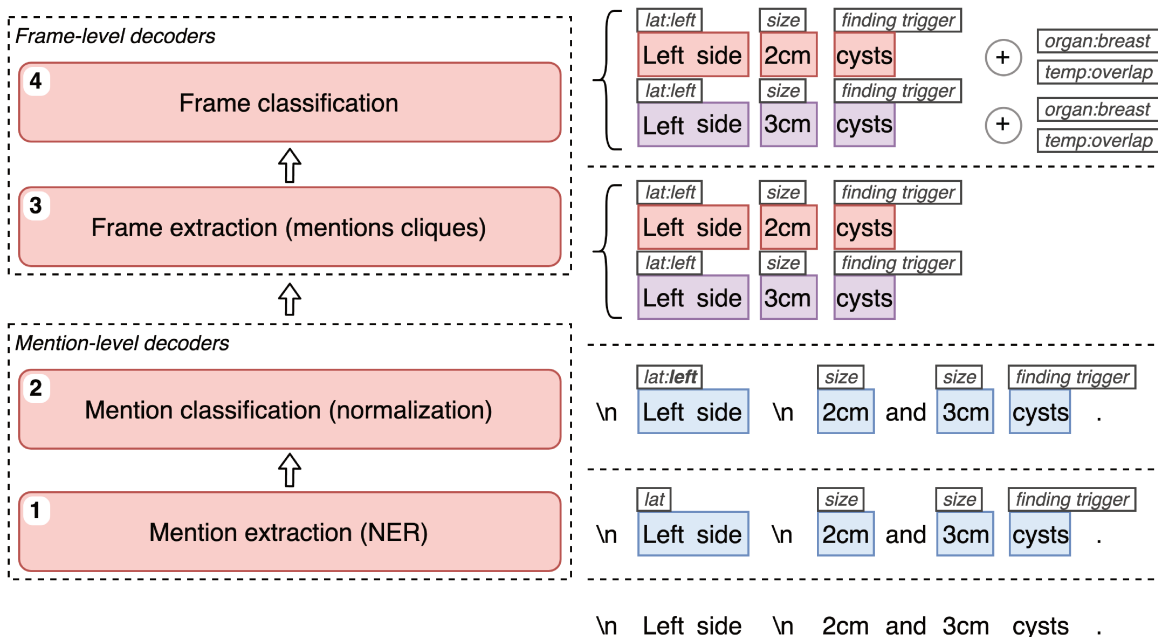 Frame-level decoders
4
Frame classification
3
Frame extraction (mentions cliques)
Mention-level decoders
2
Mention classification (normalization)
1
Mention extraction (NER)
lat:left size finding trigger
Left side 2cm cysts + organ:breast
temp:overlap
lat:left size finding trigger
Left side 3cm cysts + organ:breast
temp:overlap
lat:left size finding trigger
Left side 2cm cysts
lat:left size finding trigger
Left side 3cm cysts
lat:left size size finding trigger
\n Left side \n 2cm and 3cm cysts .
lat size size finding trigger
\n Left side \n 2cm and 3cm cysts .
\n Left side \n 2cm and 3cm cysts .